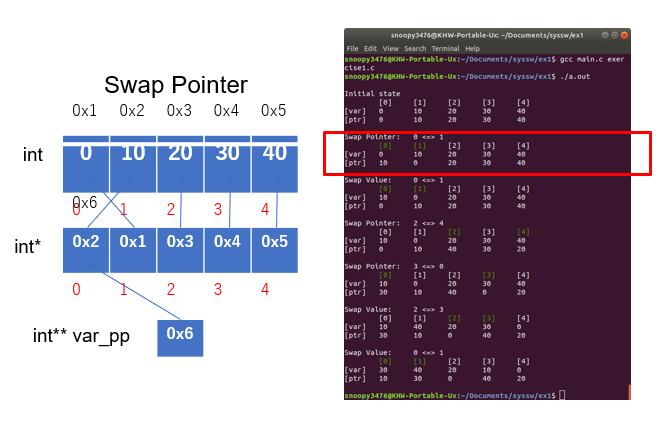 Swap Pointer
0x1 0x2 0x3 0x4 0x5
int 0 10 20 30 40
0x6
0 1 2 3 4
int* 0x2 0x1 0x3 0x4 0x5
0 1 2 3 4
int** var_pp 0x6
snoopy3476@KHW-Portable-Ux: ~/Documents/syssw/ex1
File Edit View Search Terminal Help
snoopy3476@KHW-Portable-Ux:~/Documents/syssw/ex1$ gcc main.c exer
cise1.c
snoopy3476@KHW-Portable-Ux:~/Documents/syssw/ex1$ ./a.out
Initial state
[0] [1] [2] [3] [4]
[var] 0 10 20 30 40
[ptr] 0 10 20 30 40
Swap Pointer: 0 <=> 1
[0] [1] [2] [3] [4]
[var] 0 10 20 30 40
[ptr] 10 0 20 30 40
Swap Value: 0 <=> 1
[0] [1] [2] [3] [4]
[var] 10 0 20 30 40
[ptr] 0 10 20 30 40
Swap Pointer: 2 <=> 4
[0] [1] [2] [3] [4]
[var] 10 0 20 30 40
[ptr] 0 10 40 30 20
Swap Pointer: 3 <=> 0
[0] [1] [2] [3] [4]
[var] 10 0 20 30 40
[ptr] 30 10 40 0 20
Swap Value: 2 <=> 3
[0] [1] [2] [3] [4]
[var] 10 40 20 30 0
[ptr] 30 10 0 40 20
Swap Value: 0 <=> 1
[0] [1] [2] [3] [4]
[var] 30 40 20 10 0
[ptr] 10 30 0 40 20
snoopy3476@KHW-Portable-Ux:~/Documents/syssw/ex1$